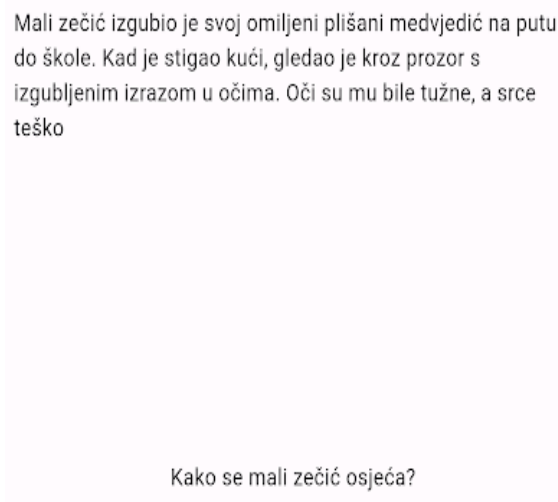 Mali zečić izgubio je svoj omiljeni plišani medvjedić na putu
do škole. Kad je stigao kući, gledao je kroz prozor s
izgubljenim izrazom u očima. Oči su mu bile tužne, a srce
teško
Kako se mali zečić osjeća?